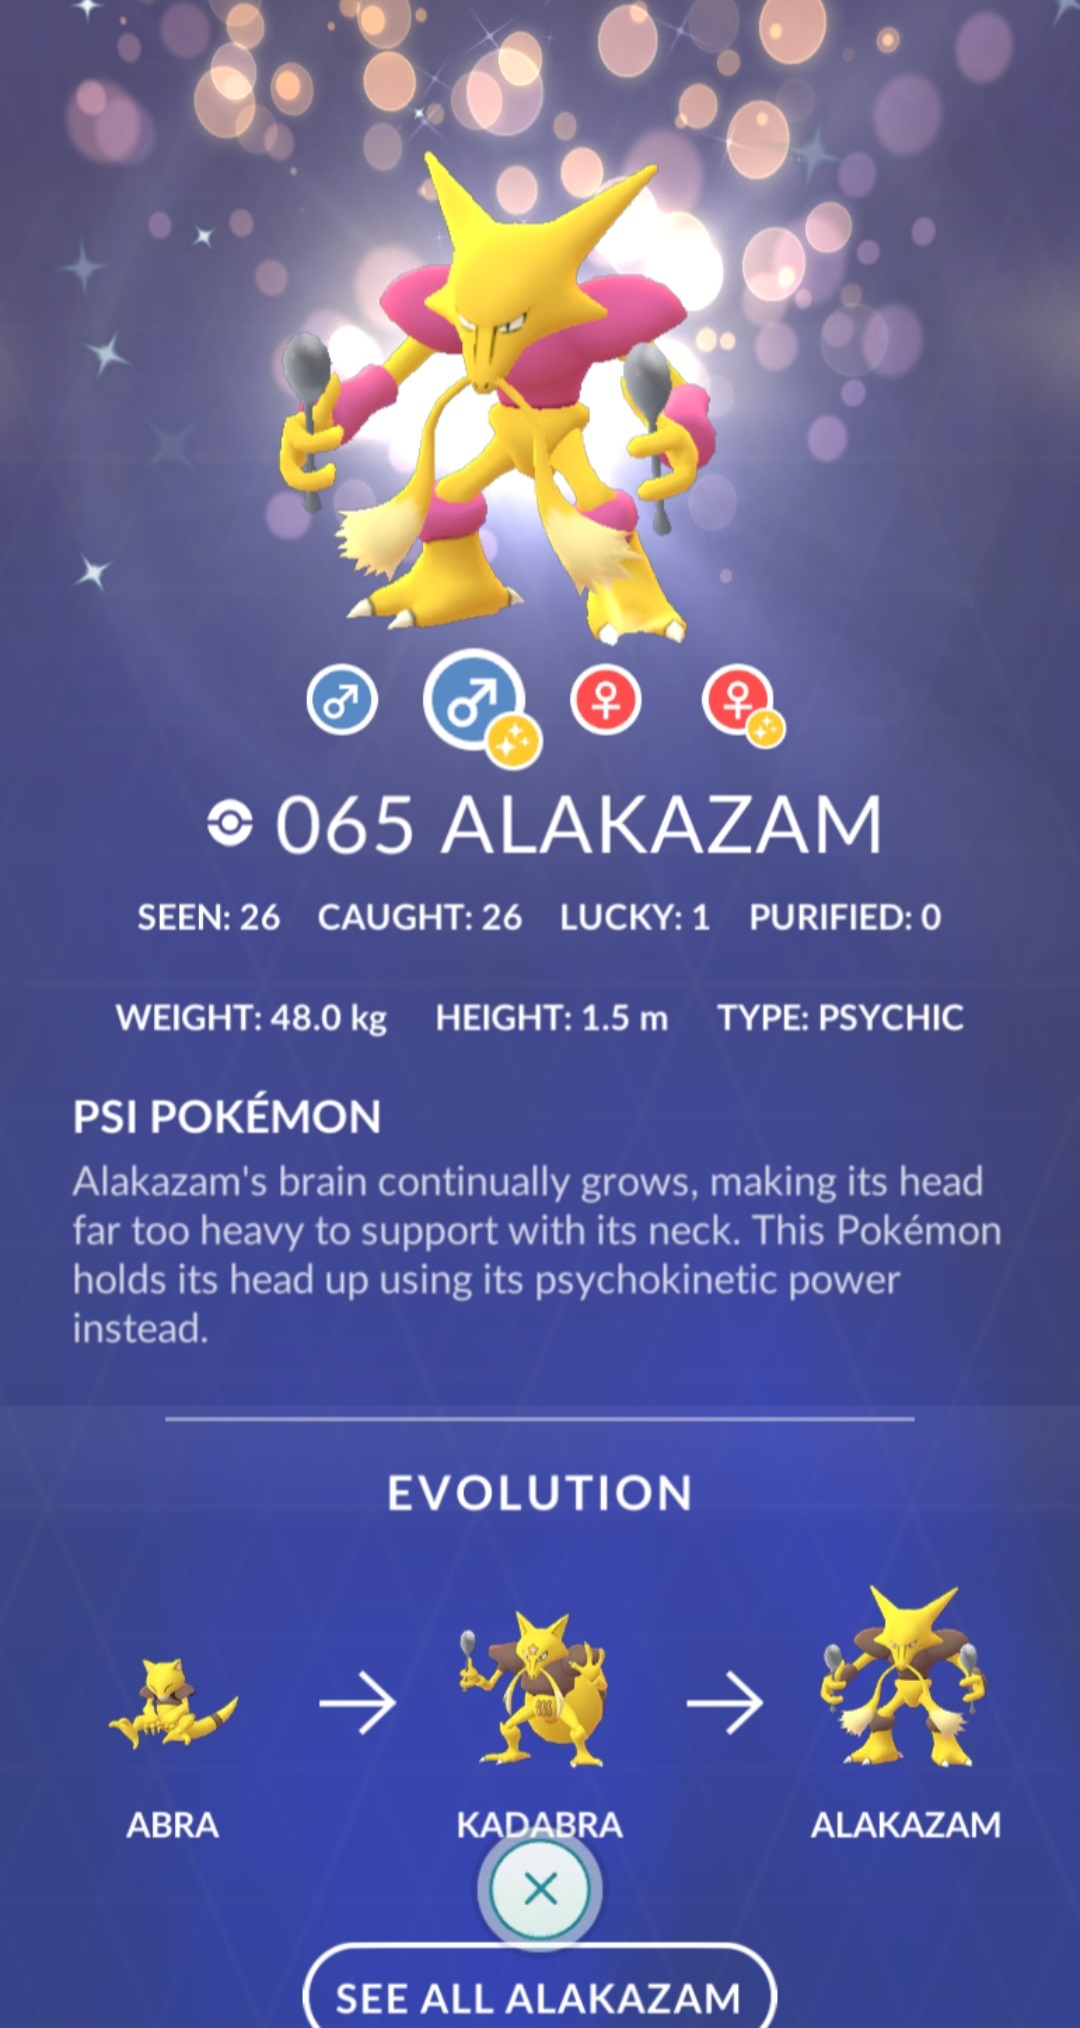 065 ALAKAZAM
SEEN: 26 CAUGHT: 26 LUCKY: 1 PURIFIED: 0
WEIGHT: 48.0 kg HEIGHT: 1.5 m TYPE: PSYCHIC
PSI POKÉMON
Alakazam's brain continually grows, making its head
far too heavy to support with its neck. This Pokémon
holds its head up using its psychokinetic power
instead.
EVOLUTION
ABRA KADABRA ALAKAZAM
SEE ALL ALAKAZAM